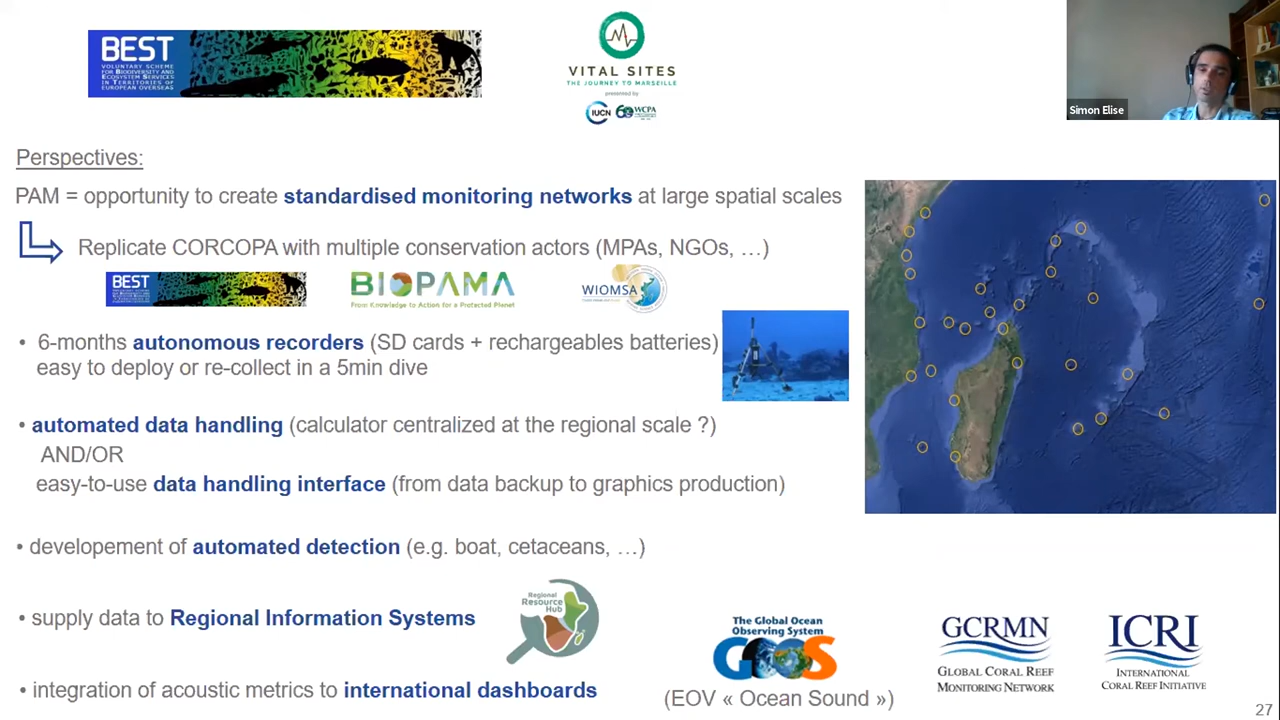 BEST
VOLUNTARY SCHEME
FOR BIODIVERSITY AND
ECOSYSTEM SERVICES
IN TERRITORIES OF
EUROPEAN OVERSEAS
VITAL SITES
THE JOURNEY TO MARSEILLE
presented by
IUCN 60 WCPA
Simon Elise
Perspectives:
PAM = opportunity to create standardised monitoring networks at large spatial scales
Replicate CORCOPA with multiple conservation actors (MPAs, NGOs, …)
BEST
BIOPAMA
From Knowledge to Action for a Protected Planet
WIOMSA
• 6-months autonomous recorders (SD cards + rechargeables batteries)
easy to deploy or re-collect in a 5min dive
• automated data handling (calculator centralized at the regional scale ?)
AND/OR
easy-to-use data handling interface (from data backup to graphics production)
• developement of automated detection (e.g. boat, cetaceans, …)
• supply data to Regional Information Systems
Regional
Resource
Hub
• integration of acoustic metrics to international dashboards
The Global Ocean
Observing System
GOOS
(EOV « Ocean Sound »)
GCRMN
GLOBAL CORAL REEF
MONITORING NETWORK
ICRI
INTERNATIONAL
CORAL REEF INITIATIVE
27